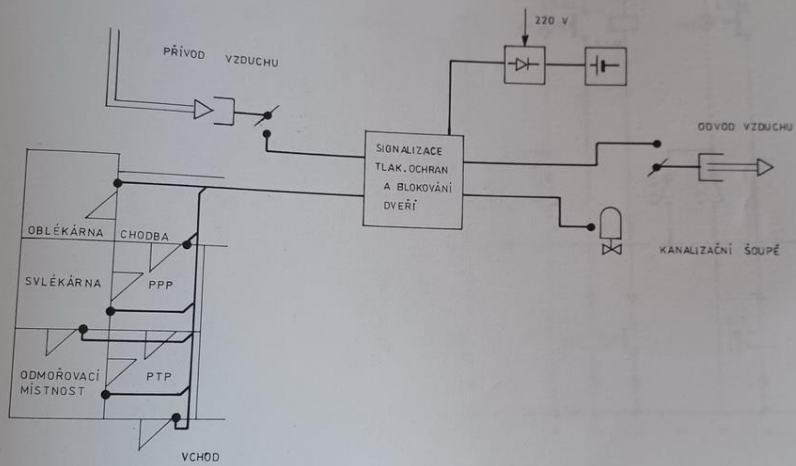 220 V
PŘÍVOD VZDUCHU
ODVOD VZDUCHU
SIGNALIZACE
TLAK. OCHRAN
A BLOKOVÁNÍ
DVEŘÍ
OBLÉKÁRNA
CHODBA
KANALIZAČNÍ ŠOUPĚ
SVLÉKÁRNA
PPP
ODMOŘOVACÍ
MÍSTNOST
PTP
VCHOD